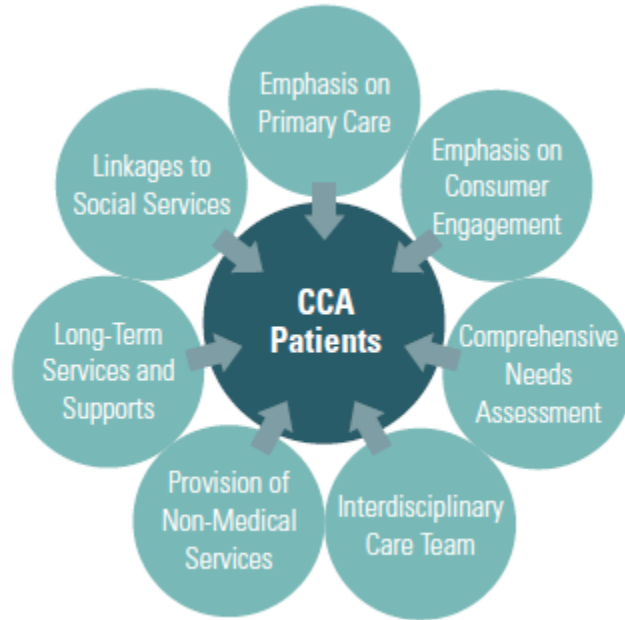 Emphasis on
Primary Care
Emphasis on
Consumer
Engagement
Comprehensive
Needs
Assessment
Interdisciplinary
Care Team
Provision of
Non-Medical
Services
Long-Term
Services and
Supports
Linkages to
Social Services
CCA
Patients